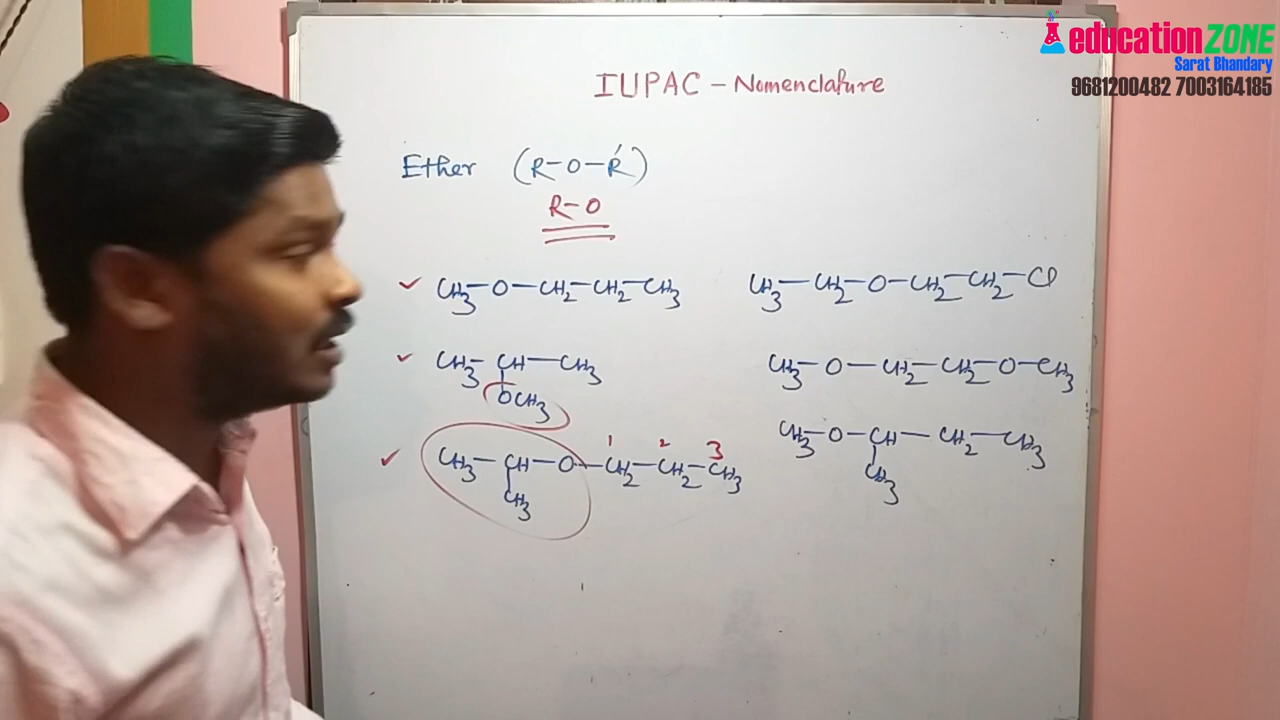 educationZONE
Sarat Bhandary
9681200482 7003164185
IUPAC - Nomenclature
Ether (R-O-R')
R-O
✓ CH3-O-CH2-CH2-CH3
CH3-CH2-O-CH2-CH2-Cl
✓ CH3-CH-CH3
OCH3
CH3-O-CH2-CH2-O-CH3
1 2 3
✓ CH3-CH-O-CH2-CH2-CH3
CH3
CH3-O-CH-CH2-CH3
CH3